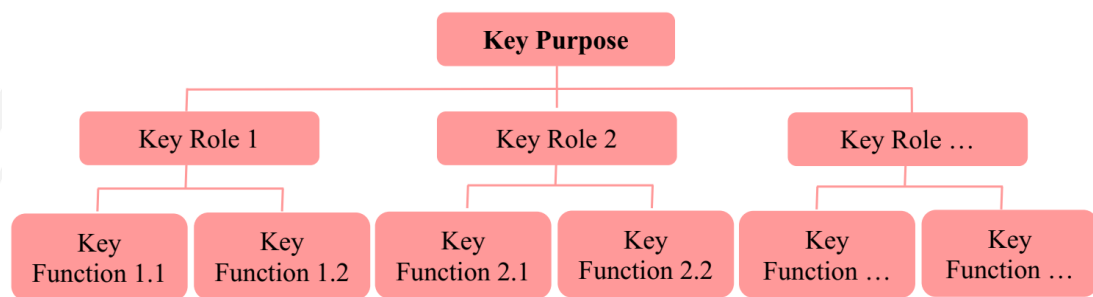 Key Purpose
Key Role 1
Key Role 2
Key Role …
Key
Function 1.1
Key
Function 1.2
Key
Function 2.1
Key
Function 2.2
Key
Function …
Key
Function …